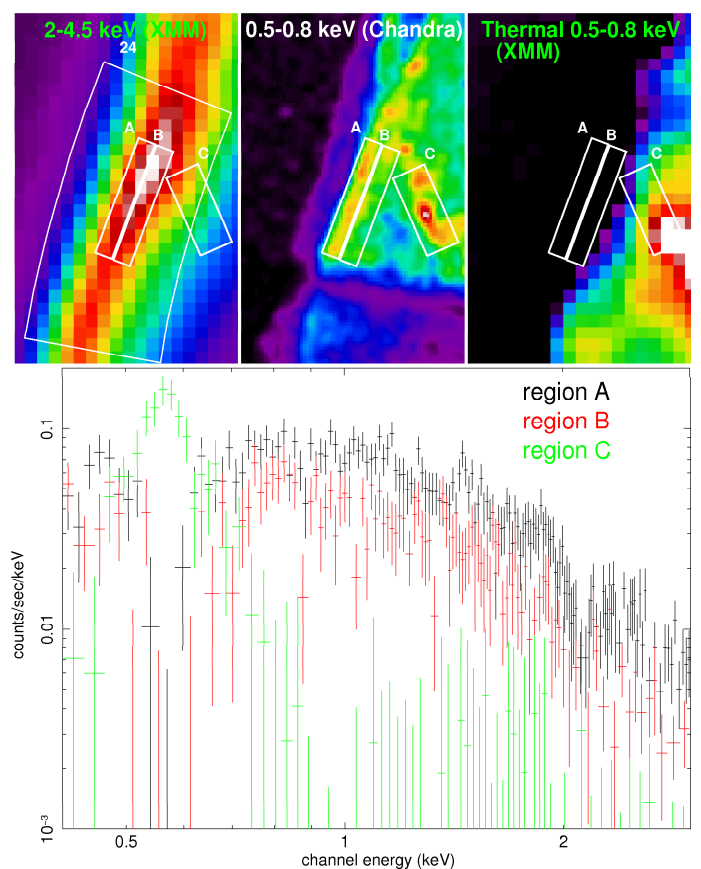 2-4.5 keV (XMM)
24
A
B
C
0.5-0.8 keV (Chandra)
A
B
C
Thermal 0.5-0.8 keV
(XMM)
A
B
C
region A
region B
region C
0.1
0.01
10⁻³
counts/sec/keV
0.5
1
2
channel energy (keV)